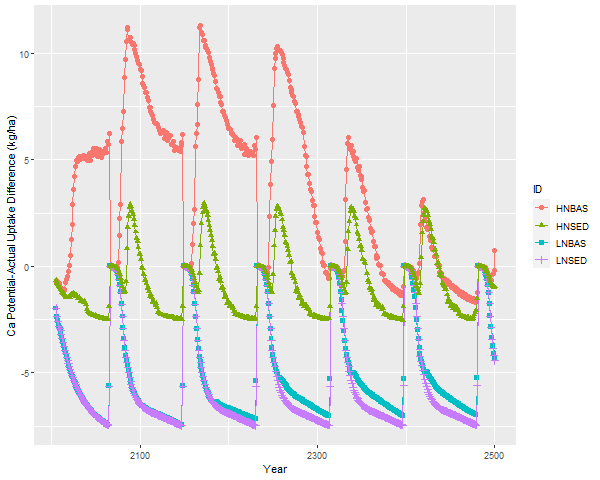 Ca Potential-Actual Uptake Difference (kg/ha)
10
5
0
-5
2100
2300
2500
Year
ID
HNBAS
HNSED
LNBAS
LNSED